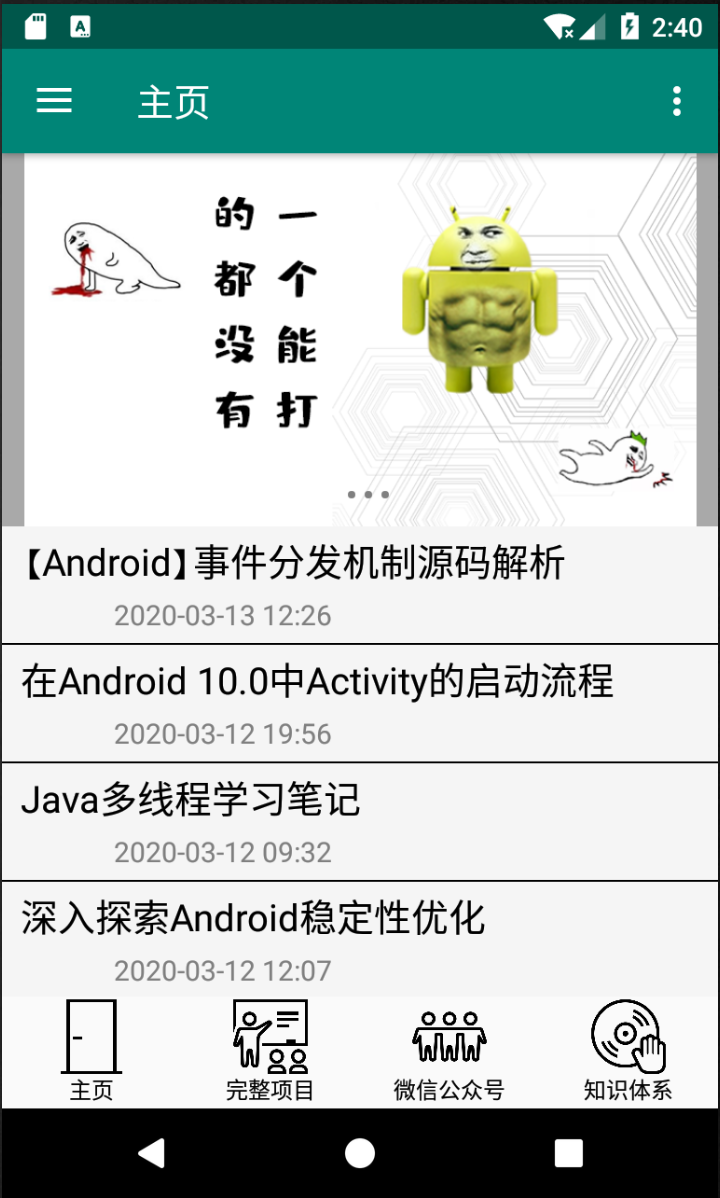 2:40
主页
一个能打
的都没有
【Android】事件分发机制源码解析
2020-03-13 12:26
在Android 10.0中Activity的启动流程
2020-03-12 19:56
Java多线程学习笔记
2020-03-12 09:32
深入探索Android稳定性优化
2020-03-12 12:07
主页
完整项目
微信公众号
知识体系